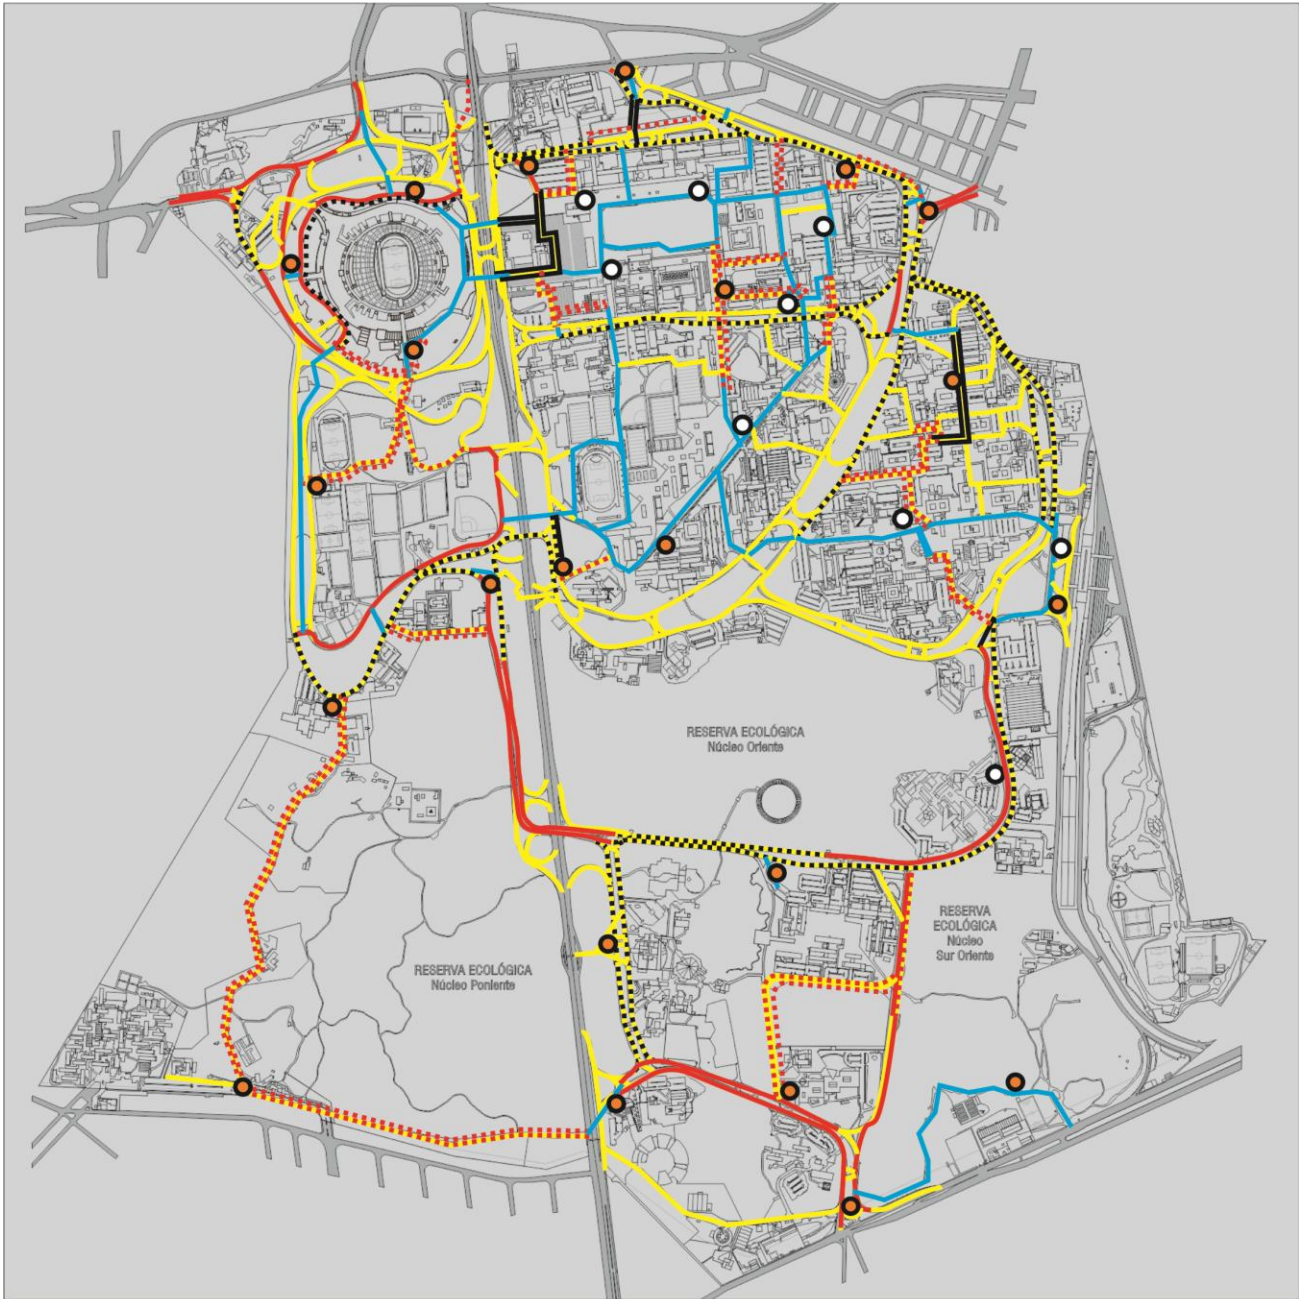 RESERVA ECOLÓGICA
Núcleo Oriente
RESERVA
ECOLÓGICA
Núcleo
Sur Oriente
RESERVA ECOLÓGICA
Núcleo Poniente